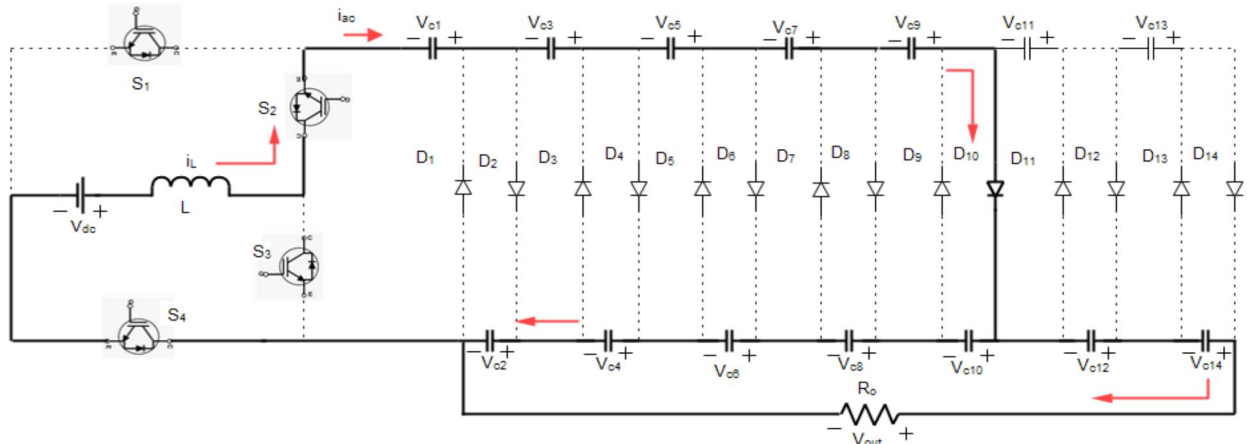 iac
Vc1 Vc3 Vc5 Vc7 Vc9 Vc11 Vc13
− + − + − + − + − + − + − +
S1
S2
D1 D2 D3 D4 D5 D6 D7 D8 D9 D10 D11 D12 D13 D14
iL
L
− Vdc +
S3
S4
− + − + − + − + − + − + − +
Vc2 Vc4 Vc6 Vc8 Vc10 Vc12 Vc14
Ro
− Vout +